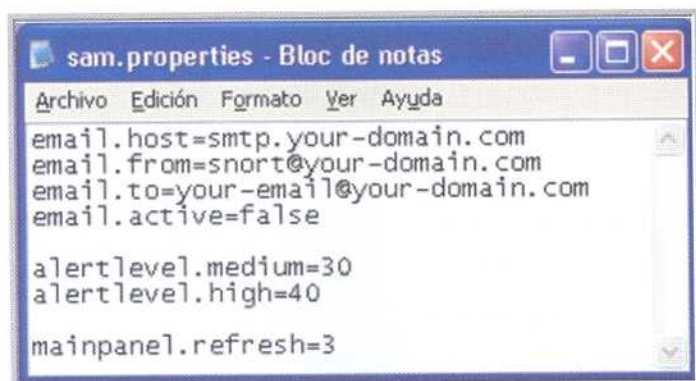 sam.properties - Bloc de notas
Archivo Edición Formato Ver Ayuda
email.host=smtp.your-domain.com
email.from=snort@your-domain.com
email.to=your-email@your-domain.com
email.active=false
alertlevel.medium=30
alertlevel.high=40
mainpanel.refresh=3